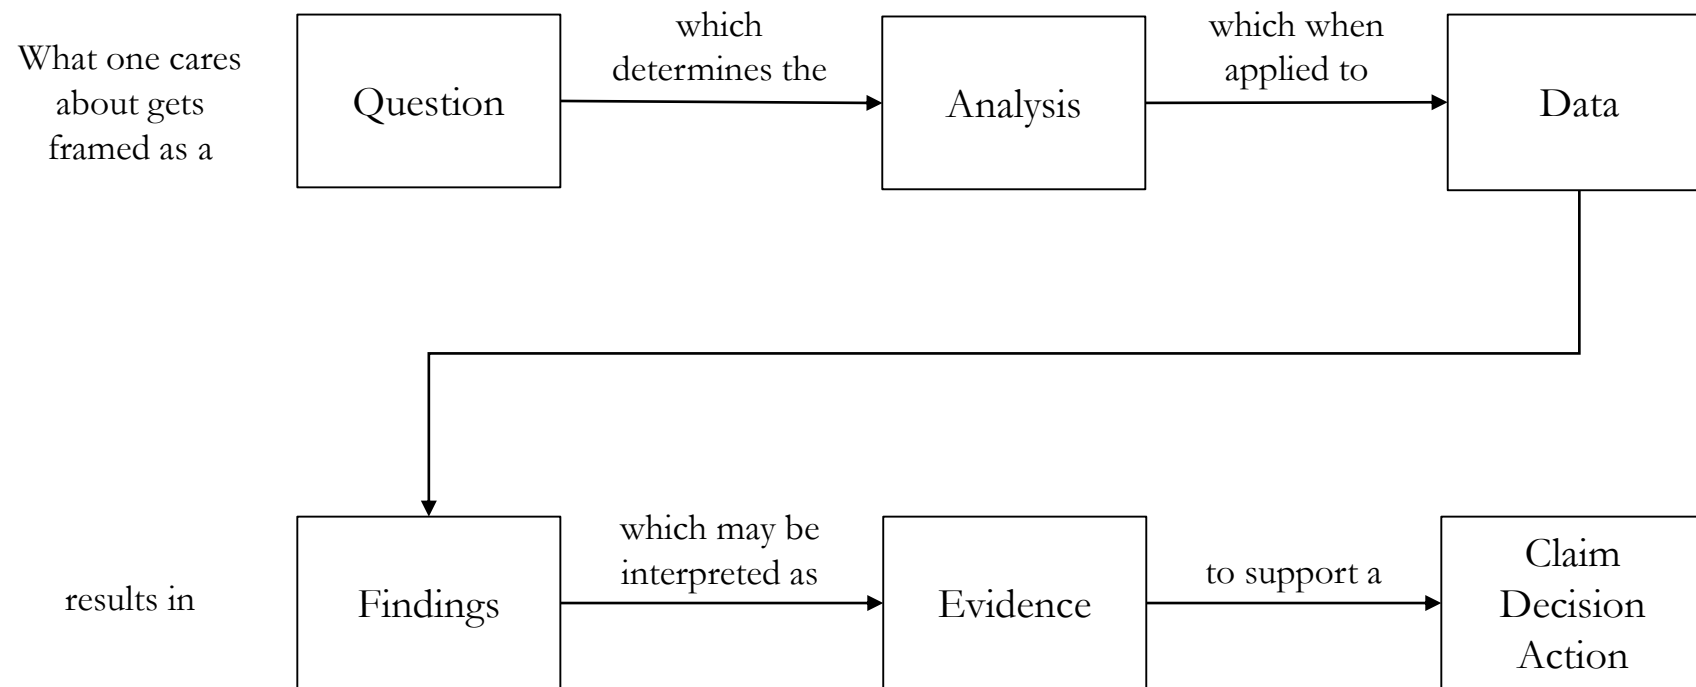 What one cares
about gets
framed as a
Question
which
determines the
Analysis
which when
applied to
Data
results in
Findings
which may be
interpreted as
Evidence
to support a
Claim
Decision
Action